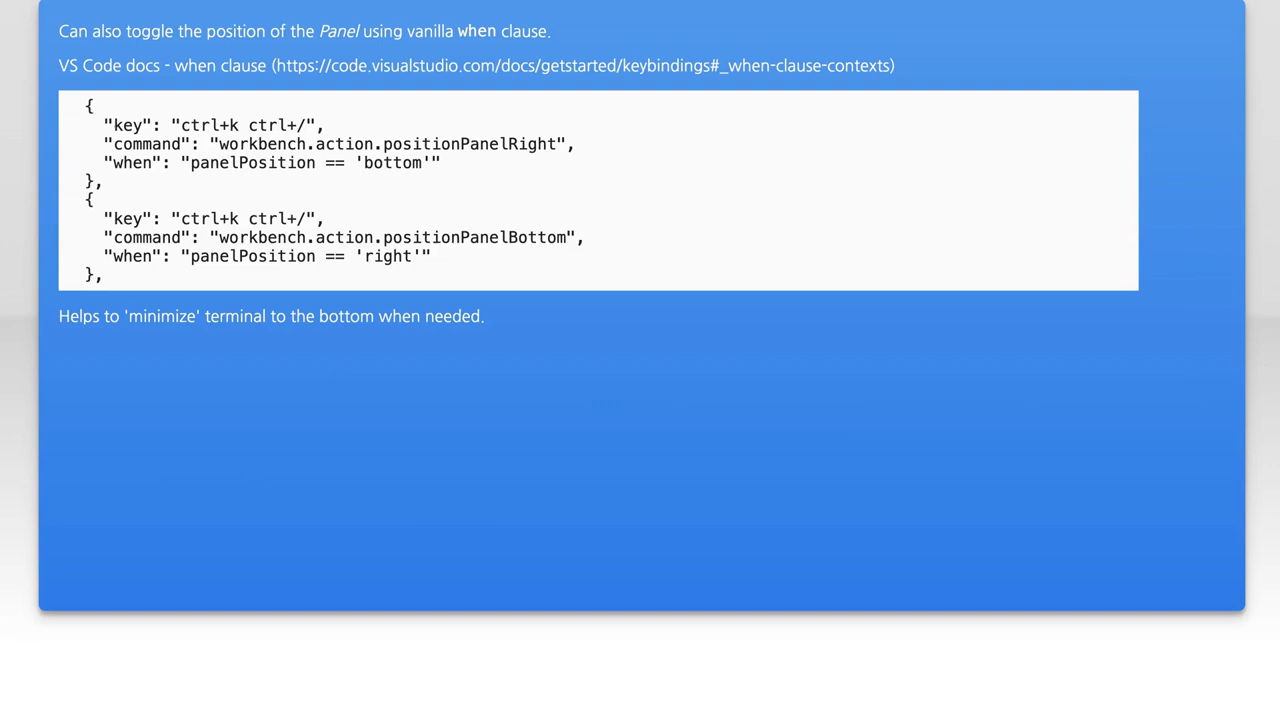 Can also toggle the position of the Panel using vanilla when clause.
VS Code docs - when clause (https://code.visualstudio.com/docs/getstarted/keybindings#_when-clause-contexts)
{
"key": "ctrl+k ctrl+/",
"command": "workbench.action.positionPanelRight",
"when": "panelPosition == 'bottom'"
},
{
"key": "ctrl+k ctrl+/",
"command": "workbench.action.positionPanelBottom",
"when": "panelPosition == 'right'"
},
Helps to 'minimize' terminal to the bottom when needed.